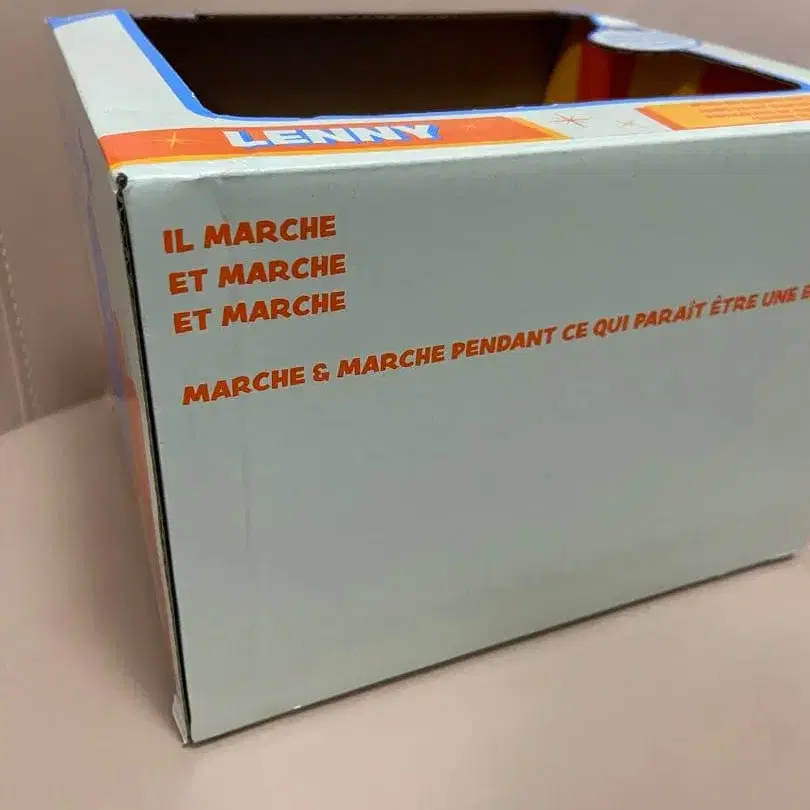 LENNY
IL MARCHE
ET MARCHE
ET MARCHE
MARCHE & MARCHE PENDANT CE QUI PARAÎT ÊTRE UNE